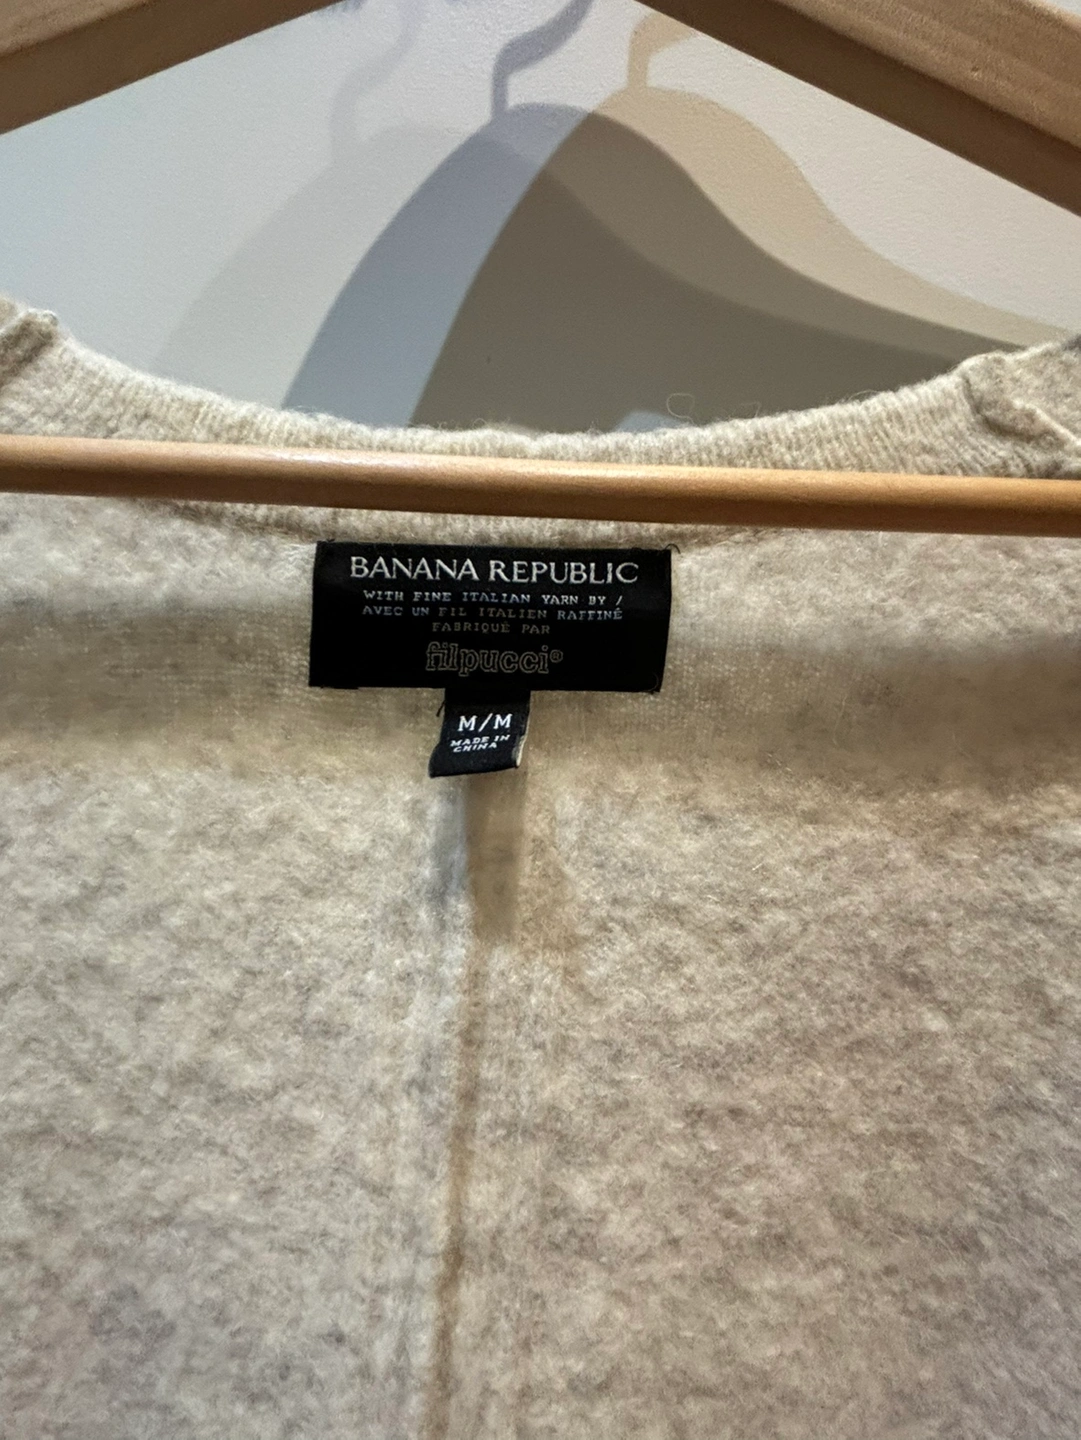 BANANA REPUBLIC
WITH FINE ITALIAN YARN BY /
AVEC UN FIL ITALIEN RAFFINÉ
FABRIQUÉ PAR
filpucci®
M/M
MADE IN
CHINA